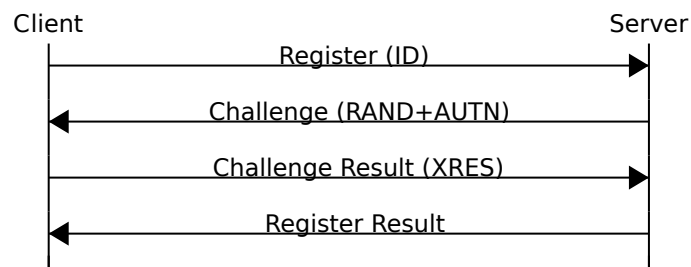 Client Server
Register (ID)
Challenge (RAND+AUTN)
Challenge Result (XRES)
Register Result